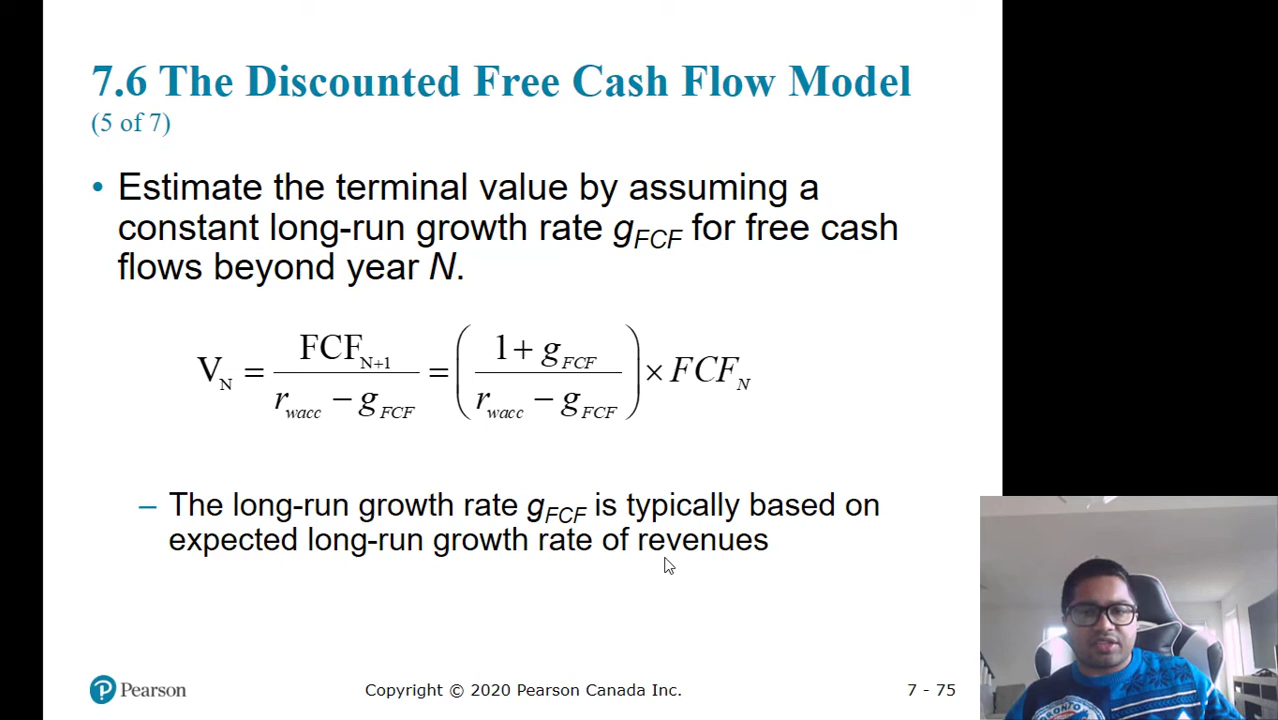 7.6 The Discounted Free Cash Flow Model
(5 of 7)
• Estimate the terminal value by assuming a
constant long-run growth rate gFCF for free cash
flows beyond year N.
V_N = FCF_{N+1} / (r_wacc − g_FCF) = ((1 + g_FCF) / (r_wacc − g_FCF)) × FCF_N
– The long-run growth rate gFCF is typically based on
expected long-run growth rate of revenues
P Pearson
Copyright © 2020 Pearson Canada Inc.
7 - 75